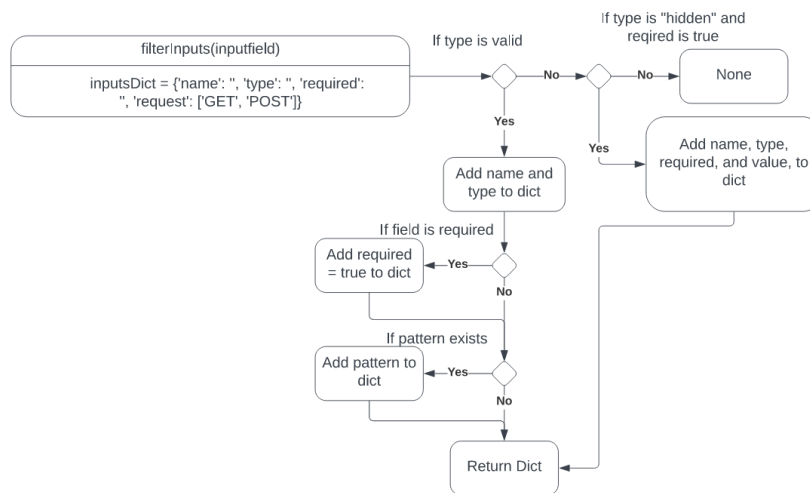 If type is "hidden" and
reqired is true
If type is valid
filterInputs(inputfield)
inputsDict = {'name': '', 'type': '', 'required':
'', 'request': ['GET', 'POST']}
No
No
None
Yes
Yes
Add name, type,
required, and value, to
dict
Add name and
type to dict
If field is required
Add required
= true to dict
Yes
No
If pattern exists
Add pattern to
dict
Yes
No
Return Dict